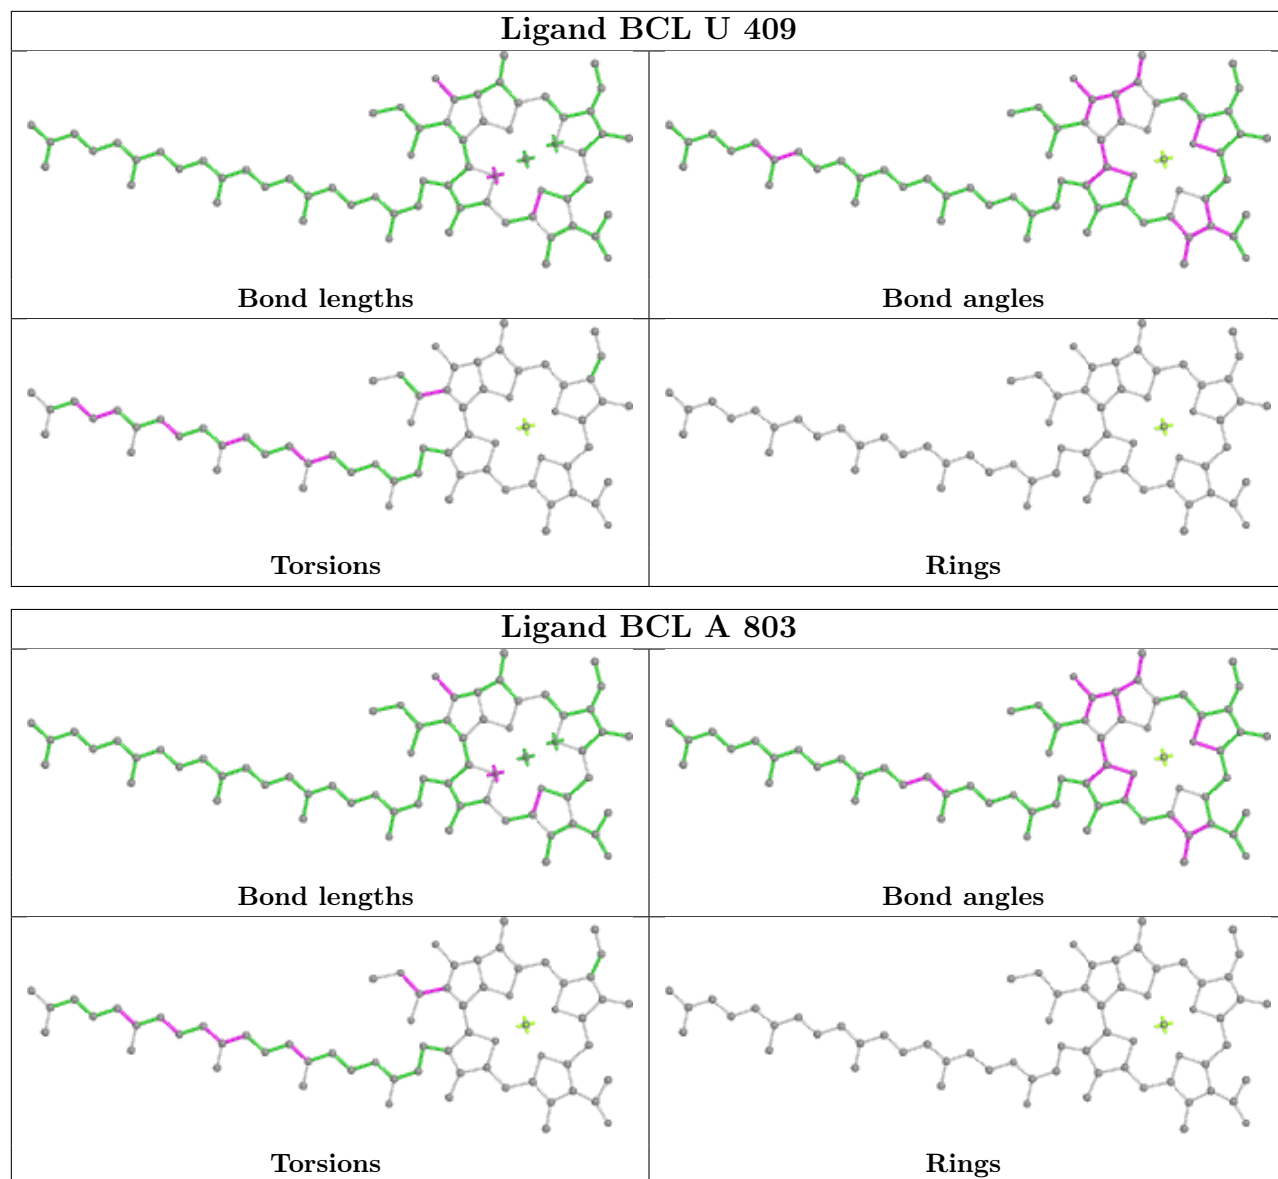 Ligand BCL U 409
Bond lengths
Bond angles
Torsions
Rings
Ligand BCL A 803
Bond lengths
Bond angles
Torsions
Rings